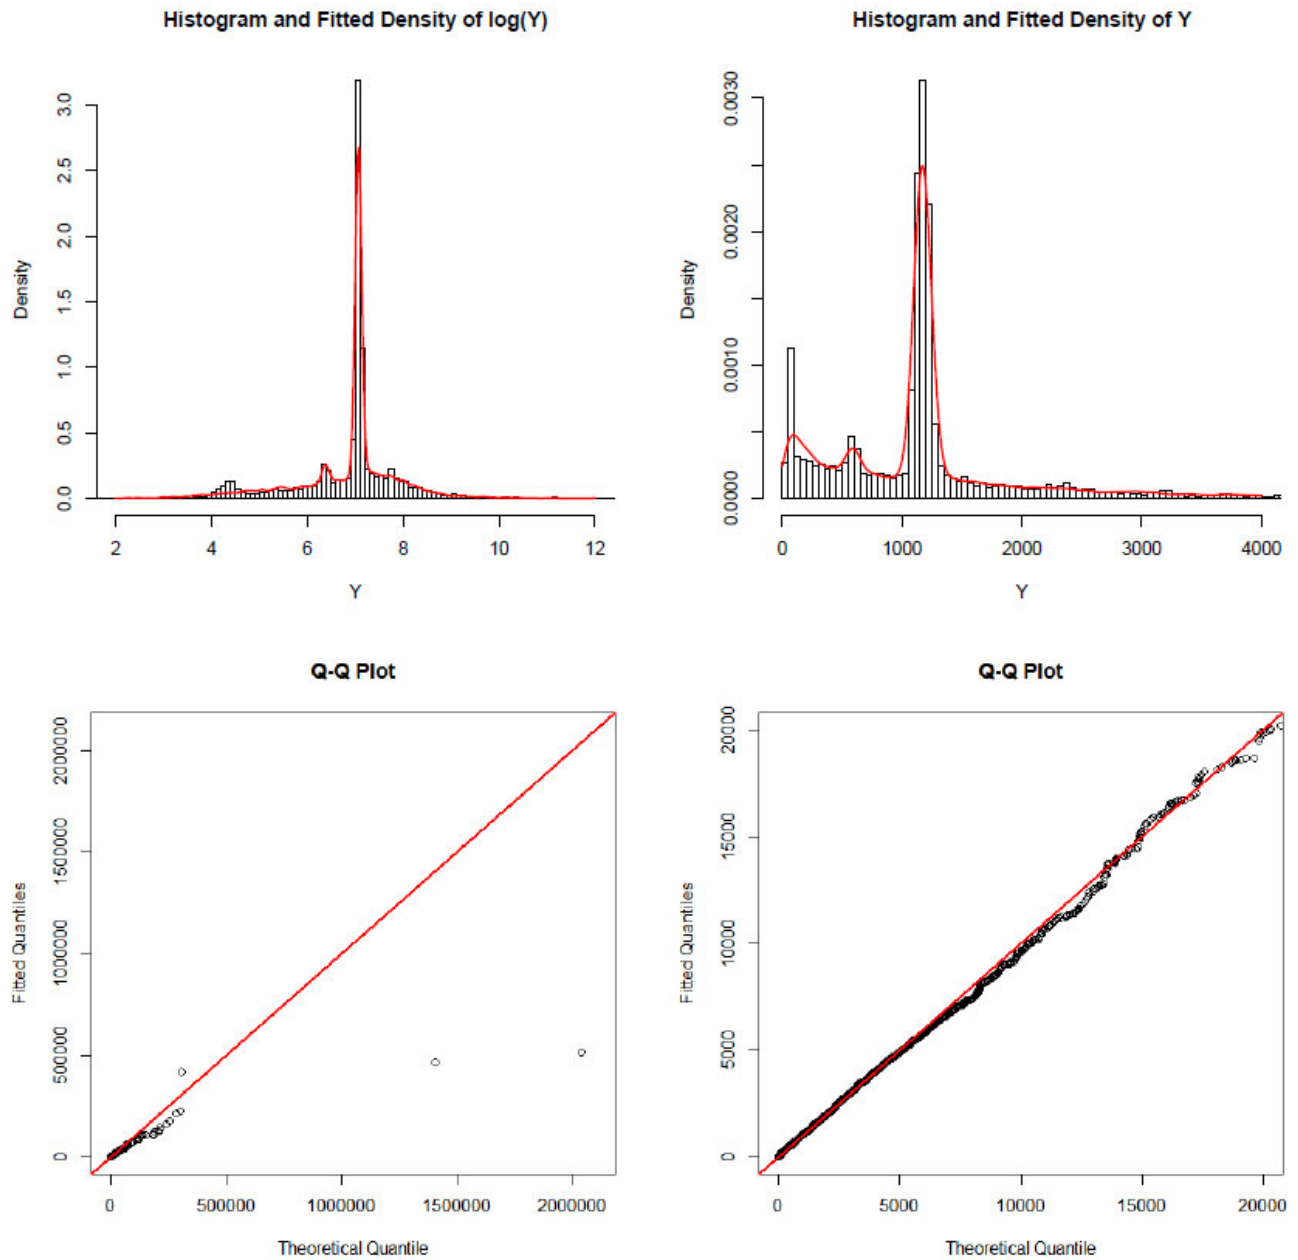 Histogram and Fitted Density of log(Y)
Density
0.0 0.5 1.0 1.5 2.0 2.5 3.0
2 4 6 8 10 12
Y
Histogram and Fitted Density of Y
Density
0.0000 0.0010 0.0020 0.0030
0 1000 2000 3000 4000
Y
Q-Q Plot
Fitted Quantiles
0 500000 1000000 1500000 2000000
0 500000 1000000 1500000 2000000
Theoretical Quantile
Q-Q Plot
Fitted Quantiles
0 5000 10000 15000 20000
0 5000 10000 15000 20000
Theoretical Quantile